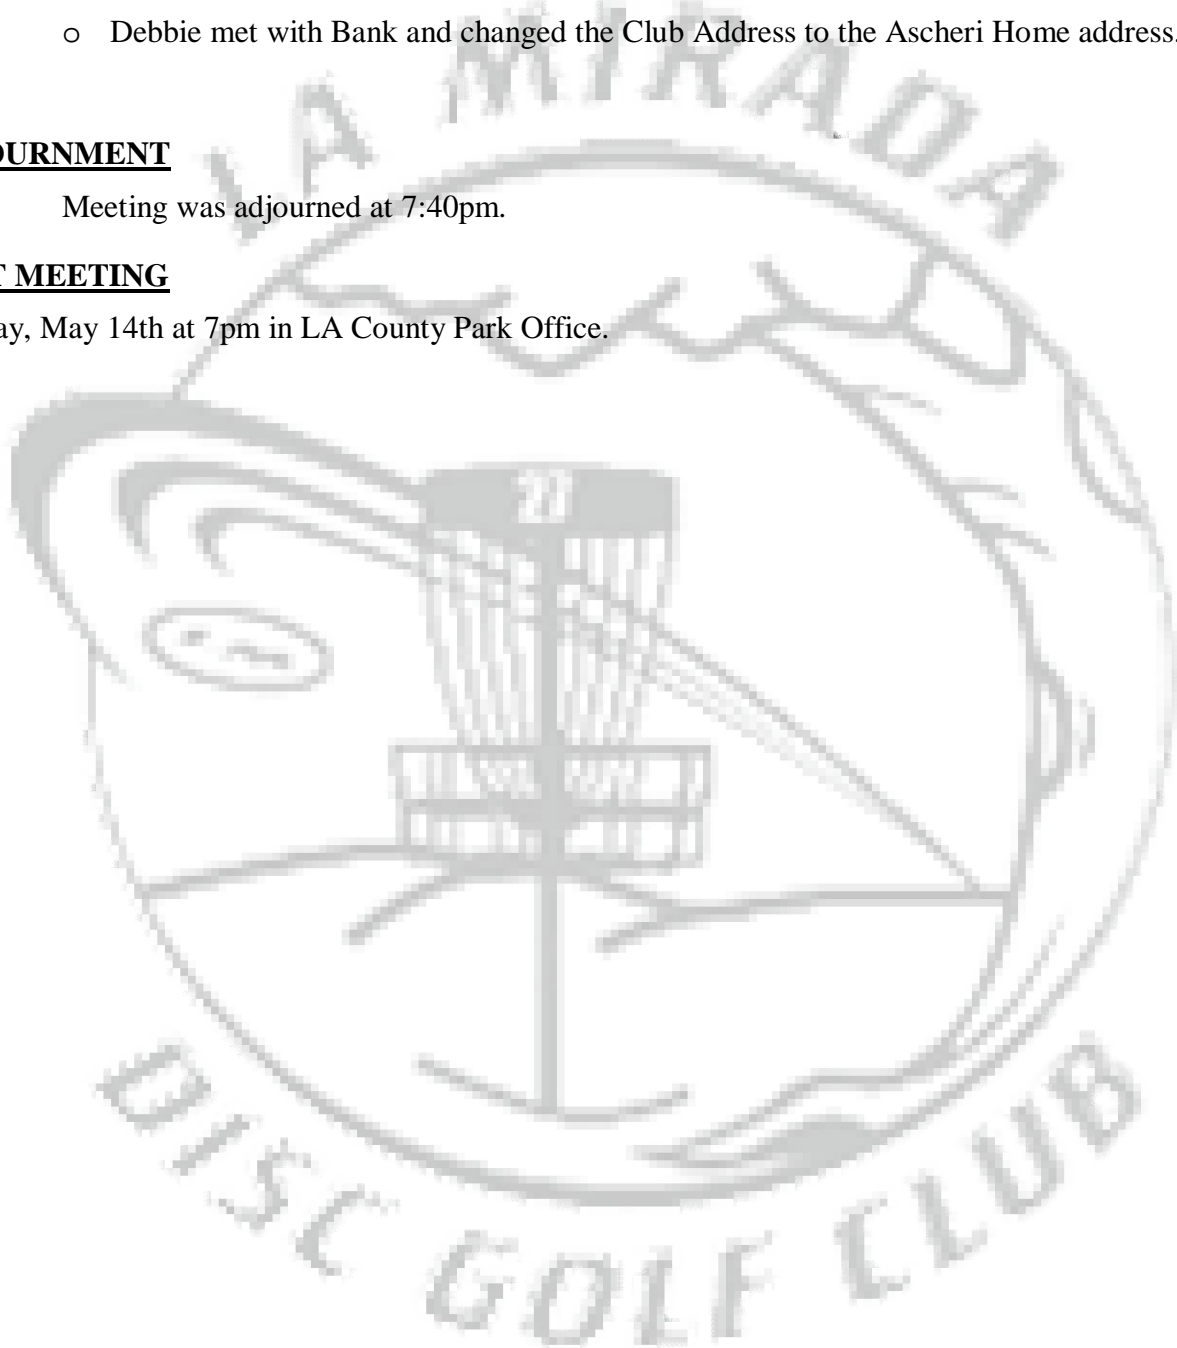 LA MIRADA
o Debbie met with Bank and changed the Club Address to the Ascheri Home address.
OURNMENT
Meeting was adjourned at 7:40pm.
T MEETING
ay, May 14th at 7pm in LA County Park Office.
DISC GOLF CLUB